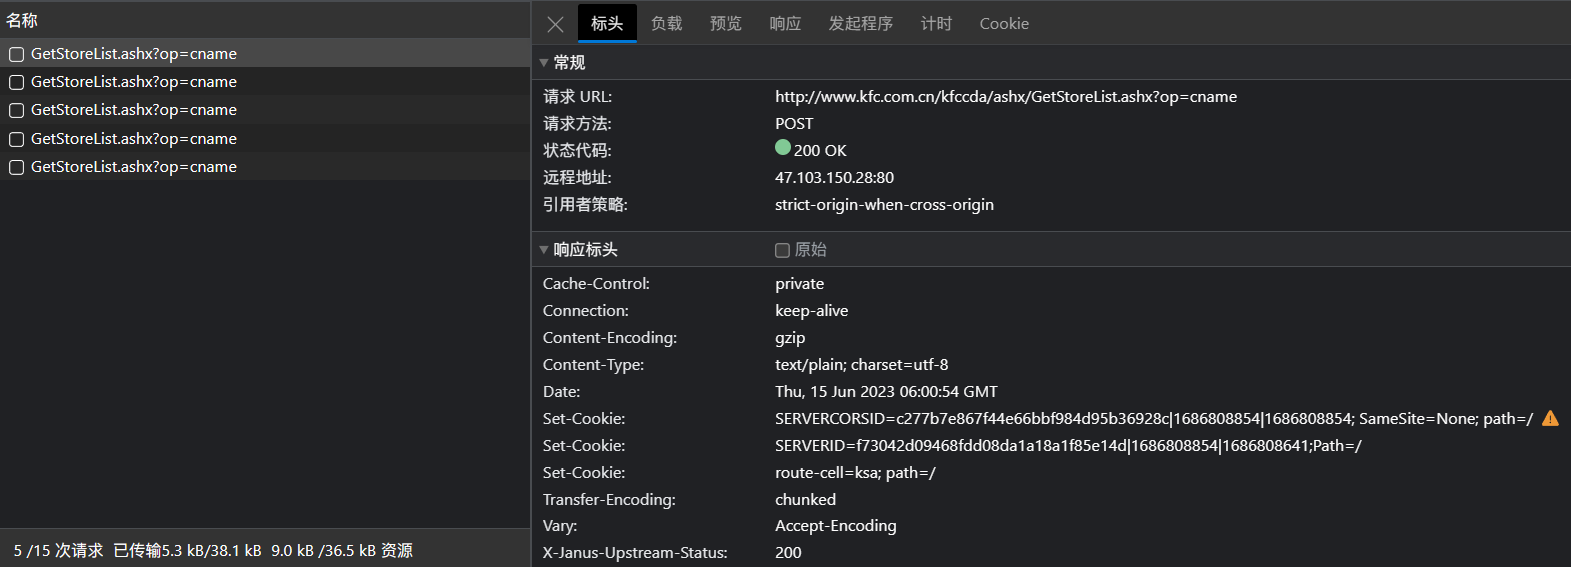 名称
GetStoreList.ashx?op=cname
GetStoreList.ashx?op=cname
GetStoreList.ashx?op=cname
GetStoreList.ashx?op=cname
GetStoreList.ashx?op=cname
5 /15 次请求 已传输5.3 kB/38.1 kB 9.0 kB /36.5 kB 资源
标头 负载 预览 响应 发起程序 计时 Cookie
常规
请求 URL: http://www.kfc.com.cn/kfccda/ashx/GetStoreList.ashx?op=cname
请求方法: POST
状态代码: 200 OK
远程地址: 47.103.150.28:80
引用者策略: strict-origin-when-cross-origin
响应标头 原始
Cache-Control: private
Connection: keep-alive
Content-Encoding: gzip
Content-Type: text/plain; charset=utf-8
Date: Thu, 15 Jun 2023 06:00:54 GMT
Set-Cookie: SERVERCORSID=c277b7e867f44e66bbf984d95b36928c|1686808854|1686808854; SameSite=None; path=/
Set-Cookie: SERVERID=f73042d09468fdd08da1a18a1f85e14d|1686808854|1686808641;Path=/
Set-Cookie: route-cell=ksa; path=/
Transfer-Encoding: chunked
Vary: Accept-Encoding
X-Janus-Upstream-Status: 200